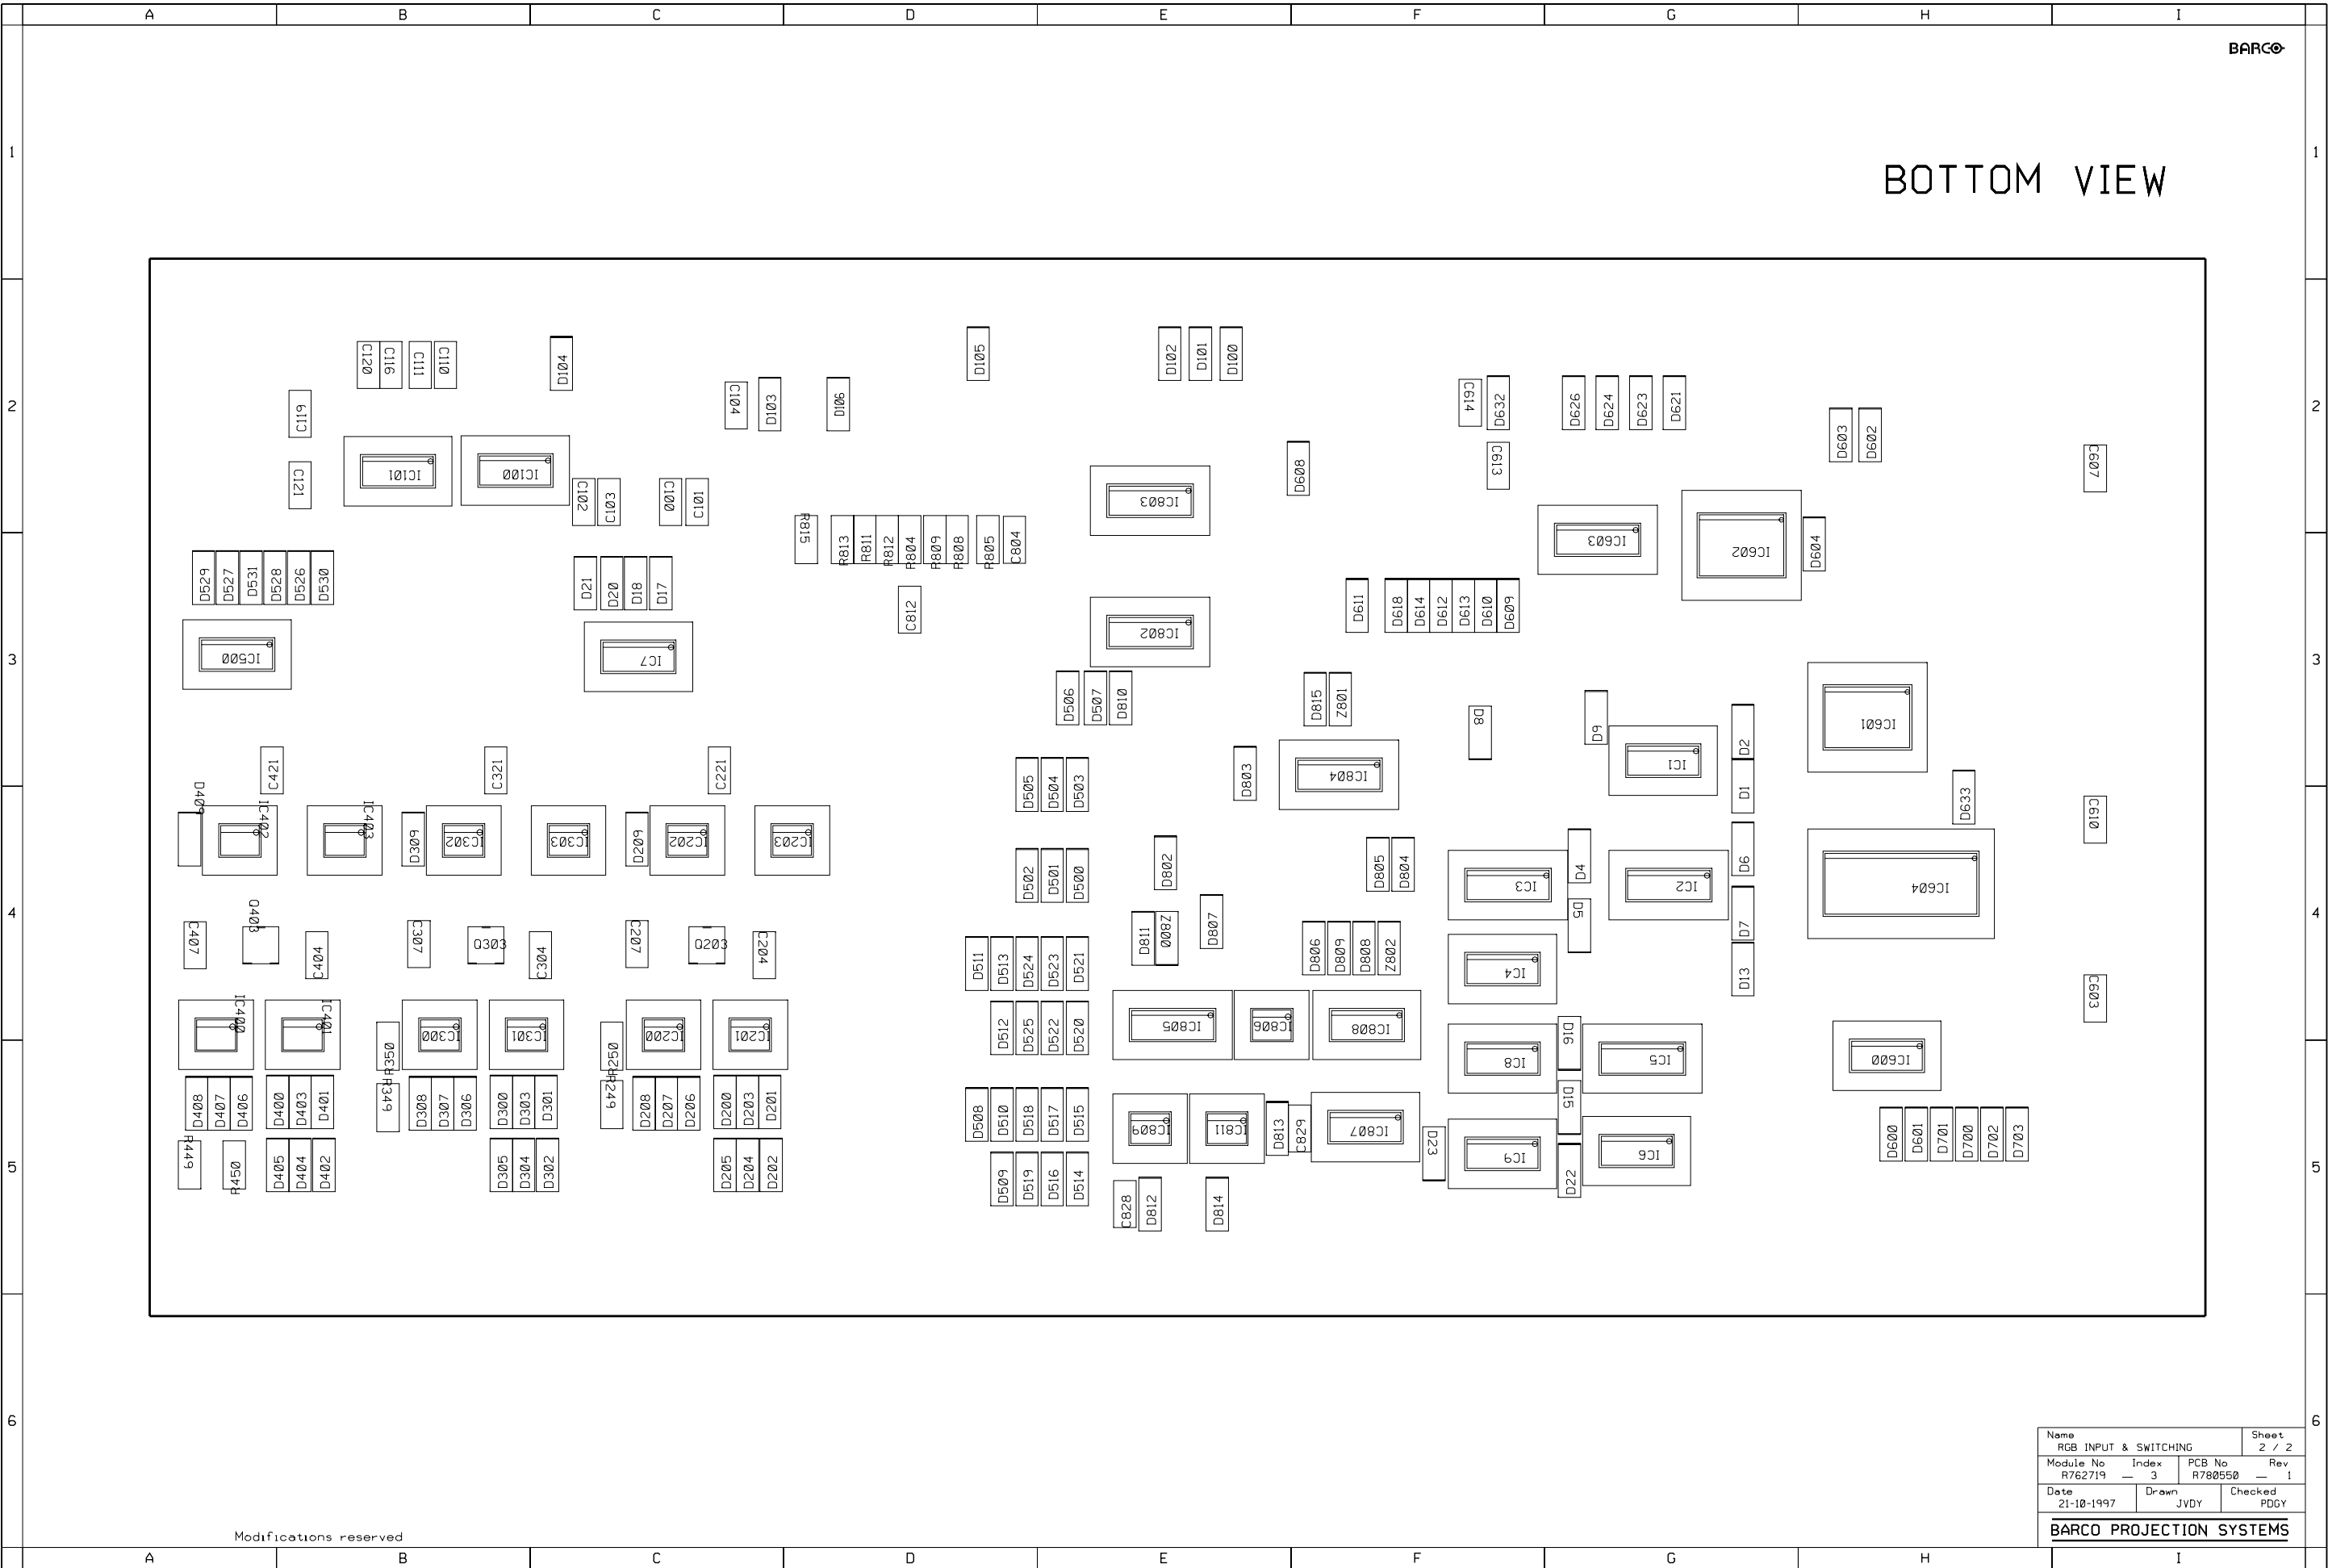 A B C D E F G H I
BARCO
1 1
BOTTOM VIEW
D105 D102 D101 D100
C120 C116 C111 C110 D104
C104 D103 D106 C614 D632 D626 D624 D623 D621
2 2
C119 D603 D602
C121 IC101 IC100 D608 C613 C607
C102 C103 C100 C101 IC803
R815 R813 R811 R812 R804 R809 R808 R805 C804 IC603 IC602 D604
D529 D527 D531 D528 D526 D530 D21 D20 D18 D17
C812 D611 D618 D614 D612 D613 D610 D609
IC802
3 3
IC500 IC7
D506 D507 D810 D815 Z801 D8 D9 D2 IC601
C421 C321 C221 D505 D504 D503 D803 IC804 IC1 D1 D633 C610
D409 IC402 IC403 D309 IC302 IC303 D209 IC202 IC203
D502 D501 D500 D802 D805 D804 IC3 D4 IC2 D6 IC604
4 4
C407 Q403 C404 C307 Q303 C304 C207 Q203 C204
D811 Z800 D807 D5 D7
D511 D513 D524 D523 D521 D806 D809 D808 Z802 IC4 D13 C603
IC400 IC401 R350 IC300 IC301 R250 IC200 IC201
D512 D525 D522 D520 IC805 IC806 IC808 IC8 D16 IC5 IC600
D408 D407 D406 D400 D403 D401 R349 D308 D307 D306 D300 D303 D301 R249 D208 D207 D206 D200 D203 D201
D508 D510 D518 D517 D515 IC809 IC811 D813 C829 IC807 D23 IC9 D15 IC6 D600 D601 D701 D700 D702 D703
5 5
R449 R450 D405 D404 D402 D305 D304 D302 D205 D204 D202
D509 D519 D516 D514 C828 D812 D814 D22
6 6
Name Sheet
RGB INPUT & SWITCHING 2 / 2
Module No Index PCB No Rev
R762719 — 3 R780550 — 1
Date Drawn Checked
21-10-1997 JVDY PDGY
BARCO PROJECTION SYSTEMS
Modifications reserved
A B C D E F G H I